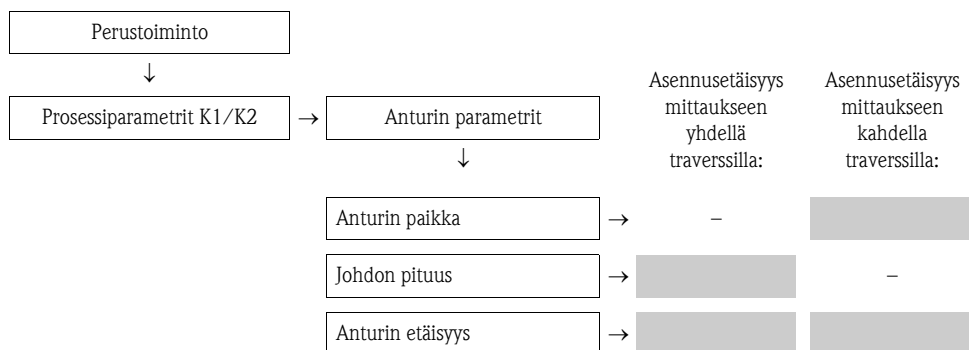 Perustoiminto
↓
Prosessiparametrit K1/K2 → Anturin parametrit
↓
Asennusetäisyys
mittaukseen
yhdellä
traverssilla:
Asennusetäisyys
mittaukseen
kahdella
traverssilla:
Anturin paikka → –
Johdon pituus → –
Anturin etäisyys →